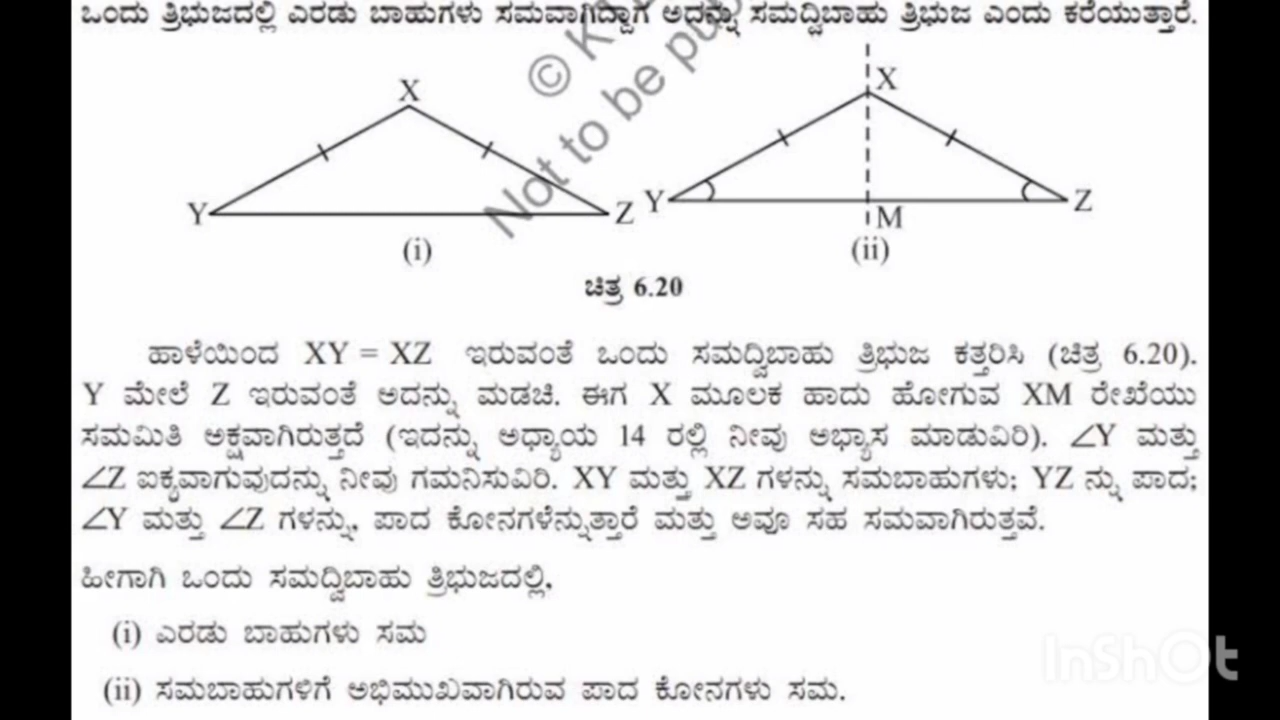 ಒಂದು ತ್ರಿಭುಜದಲ್ಲಿ ಎರಡು ಬಾಹುಗಳು ಸಮವಾಗಿದ್ದಾಗ ಅದನ್ನು ಸಮದ್ವಿಬಾಹು ತ್ರಿಭುಜ ಎಂದು ಕರೆಯುತ್ತಾರೆ.
©
Not to be
X
Y
Z
(i)
X
Y
Z
M
(ii)
ಚಿತ್ರ 6.20
ಹಾಳೆಯಿಂದ XY = XZ ಇರುವಂತೆ ಒಂದು ಸಮದ್ವಿಬಾಹು ತ್ರಿಭುಜ ಕತ್ತರಿಸಿ (ಚಿತ್ರ 6.20).
Y ಮೇಲೆ Z ಇರುವಂತೆ ಅದನ್ನು ಮಡಚಿ. ಈಗ X ಮೂಲಕ ಹಾದು ಹೋಗುವ XM ರೇಖೆಯು
ಸಮಮಿತಿ ಅಕ್ಷವಾಗಿರುತ್ತದೆ (ಇದನ್ನು ಅಧ್ಯಾಯ 14 ರಲ್ಲಿ ನೀವು ಅಭ್ಯಾಸ ಮಾಡುವಿರಿ). ∠Y ಮತ್ತು
∠Z ಐಕ್ಯವಾಗುವುದನ್ನು ನೀವು ಗಮನಿಸುವಿರಿ. XY ಮತ್ತು XZ ಗಳನ್ನು ಸಮಬಾಹುಗಳು; YZ ನ್ನು ಪಾದ;
∠Y ಮತ್ತು ∠Z ಗಳನ್ನು, ಪಾದ ಕೋನಗಳೆನ್ನುತ್ತಾರೆ ಮತ್ತು ಅವೂ ಸಹ ಸಮವಾಗಿರುತ್ತವೆ.
ಹೀಗಾಗಿ ಒಂದು ಸಮದ್ವಿಬಾಹು ತ್ರಿಭುಜದಲ್ಲಿ,
(i) ಎರಡು ಬಾಹುಗಳು ಸಮ
(ii) ಸಮಬಾಹುಗಳಿಗೆ ಅಭಿಮುಖವಾಗಿರುವ ಪಾದ ಕೋನಗಳು ಸಮ.
InShOt